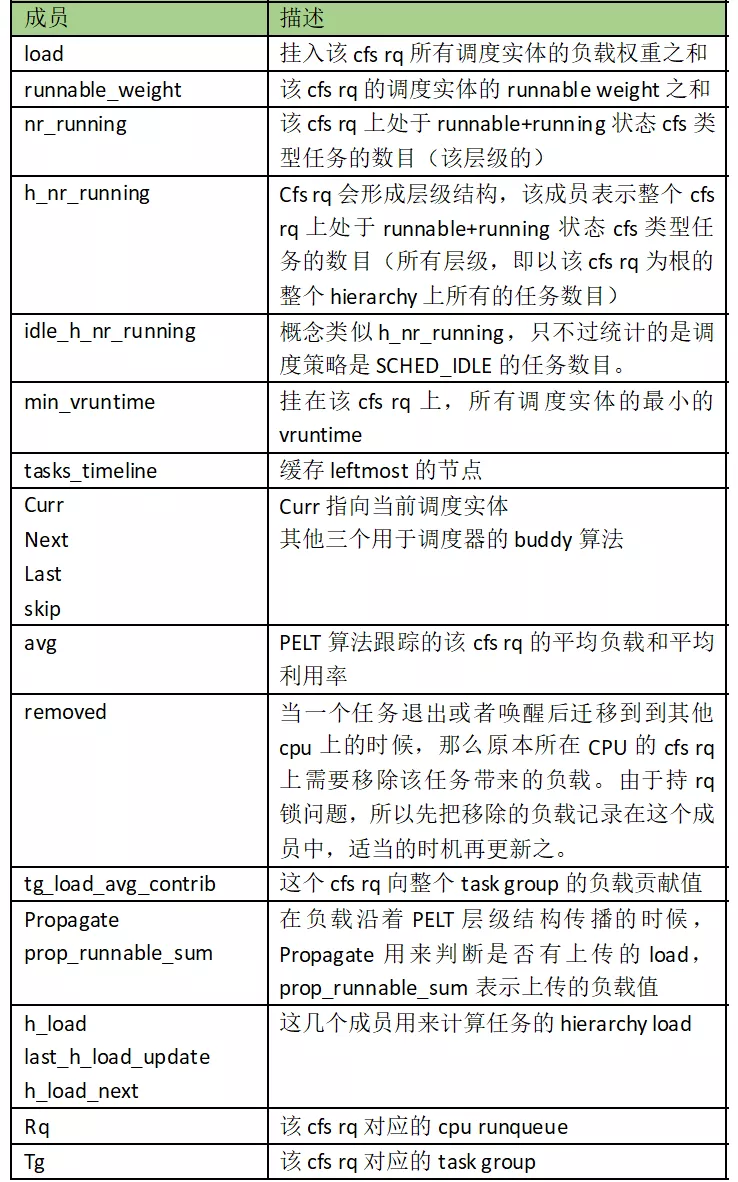 成员 描述
load 挂入该 cfs rq 所有调度实体的负载权重之和
runnable_weight 该 cfs rq 的调度实体的 runnable weight 之和
nr_running 该 cfs rq 上处于 runnable+running 状态 cfs 类
型任务的数目（该层级的）
h_nr_running Cfs rq 会形成层级结构，该成员表示整个 cfs
rq 上处于 runnable+running 状态 cfs 类型任
务的数目（所有层级，即以该 cfs rq 为根的
整个 hierarchy 上所有的任务数目）
idle_h_nr_running 概念类似 h_nr_running，只不过统计的是调
度策略是 SCHED_IDLE 的任务数目。
min_vruntime 挂在该 cfs rq 上，所有调度实体的最小的
vruntime
tasks_timeline 缓存 leftmost 的节点
Curr Curr 指向当前调度实体
Next 其他三个用于调度器的 buddy 算法
Last
skip
avg PELT 算法跟踪的该 cfs rq 的平均负载和平均
利用率
removed 当一个任务退出或者唤醒后迁移到到其他
cpu 上的时候，那么原本所在 CPU 的 cfs rq
上需要移除该任务带来的负载。由于持 rq
锁问题，所以先把移除的负载记录在这个成
员中，适当的时机再更新之。
tg_load_avg_contrib 这个 cfs rq 向整个 task group 的负载贡献值
Propagate 在负载沿着 PELT 层级结构传播的时候，
prop_runnable_sum Propagate 用来判断是否有上传的 load，
prop_runnable_sum 表示上传的负载值
h_load 这几个成员用来计算任务的 hierarchy load
last_h_load_update
h_load_next
Rq 该 cfs rq 对应的 cpu runqueue
Tg 该 cfs rq 对应的 task group